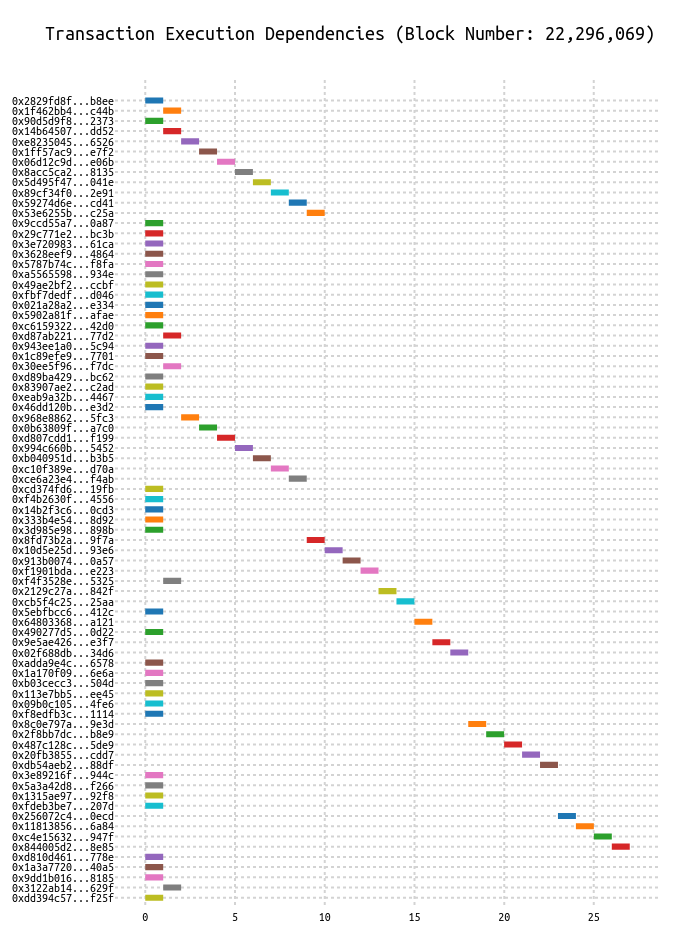 Transaction Execution Dependencies (Block Number: 22,296,069)
0x2829fd8f...b8ee
0x1f462bb4...c44b
0x90d5d9f8...2373
0x14b64507...dd52
0xe8235045...6526
0x1ff57ac9...e7f2
0x06d12c9d...e06b
0x8acc5ca2...8135
0x5d495f47...041e
0x89cf34f0...2e91
0x59274d6e...cd41
0x53e6255b...c25a
0x9ccd55a7...0a87
0x29c771e2...bc3b
0x3e720983...61ca
0x3628eef9...4864
0x5787b74c...f8fa
0xa5565598...934e
0x49ae2bf2...ccbf
0xfbf7dedf...d046
0x021a28a2...e334
0x5902a81f...afae
0xc6159322...42d0
0xd87ab221...77d2
0x943ee1a0...5c94
0x1c89efe9...7701
0x30ee5f96...f7dc
0xd89ba429...bc62
0x83907ae2...c2ad
0xeab9a32b...4467
0x46dd120b...e3d2
0x968e8862...5fc3
0x0b63809f...a7c0
0xd807cdd1...f199
0x994c660b...5452
0xb040951d...b3b5
0xc10f389e...d70a
0xce6a23e4...f4ab
0xcd374fd6...19fb
0xf4b2630f...4556
0x14b2f3c6...0cd3
0x333b4e54...8d92
0x3d985e98...898b
0x8fd73b2a...9f7a
0x10d5e25d...93e6
0x913b0074...0a57
0xf1901bda...e223
0xf4f3528e...5325
0x2129c27a...842f
0xcb5f4c25...25aa
0x5ebfbcc6...412c
0x64803368...a121
0x490277d5...0d22
0x9e5ae426...e3f7
0x02f688db...34d6
0xadda9e4c...6578
0x1a170f09...6e6a
0xb03cecc3...504d
0x113e7bb5...ee45
0x09b0c105...4fe6
0xf8edfb3c...1114
0x8c0e797a...9e3d
0x2f8bb7dc...b8e9
0x487c128c...5de9
0x20fb3855...cdd7
0xdb54aeb2...88df
0x3e89216f...944c
0x5a3a42d8...f266
0x1315ae97...92f8
0xfdeb3be7...207d
0x256072c4...0ecd
0x11813856...6a84
0xc4e15632...947f
0x844005d2...8e85
0xd810d461...778e
0x1a3a7720...40a5
0x9dd1b016...8185
0x3122ab14...629f
0xdd394c57...f25f
0 5 10 15 20 25